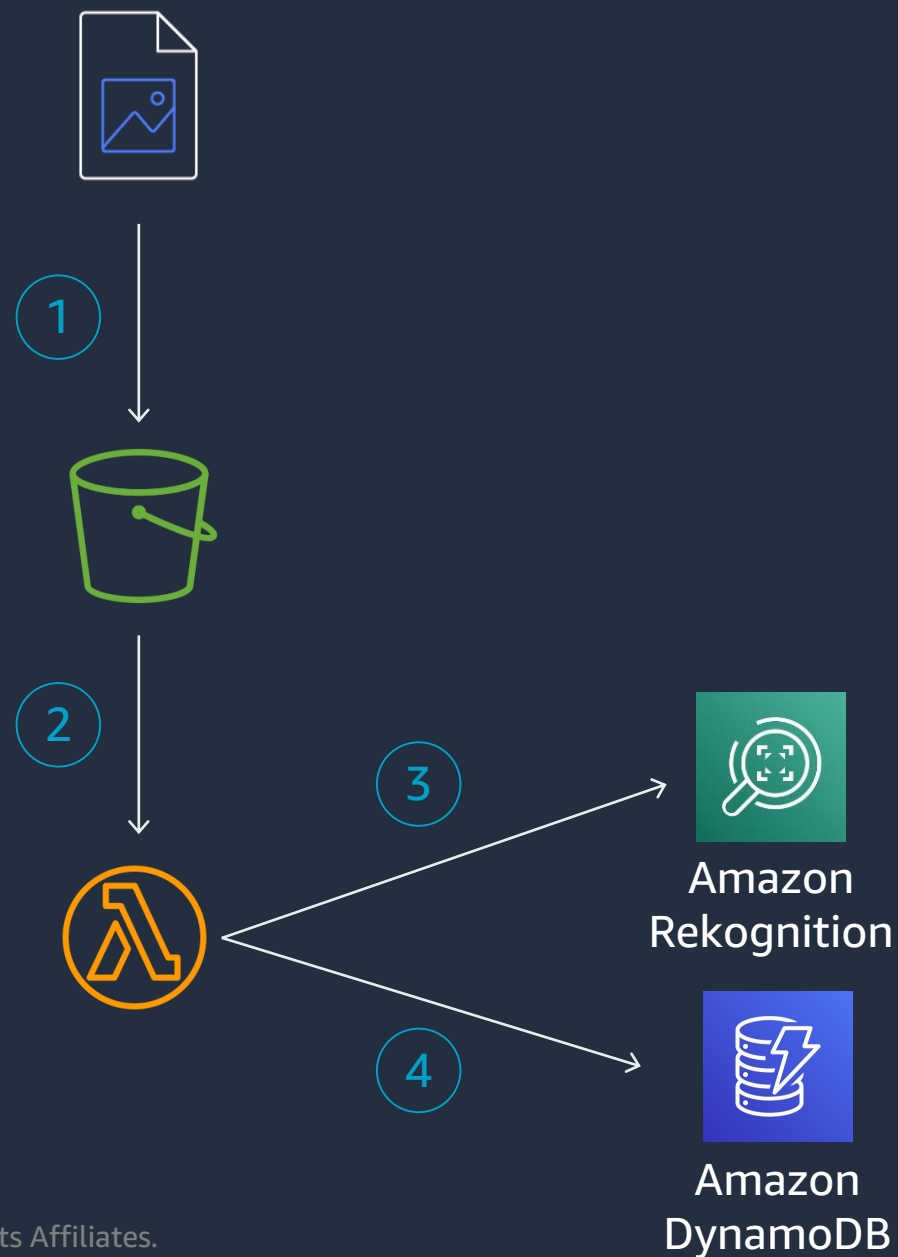 1
2
3
Amazon
Rekognition
4
Amazon
DynamoDB
ts Affiliates.